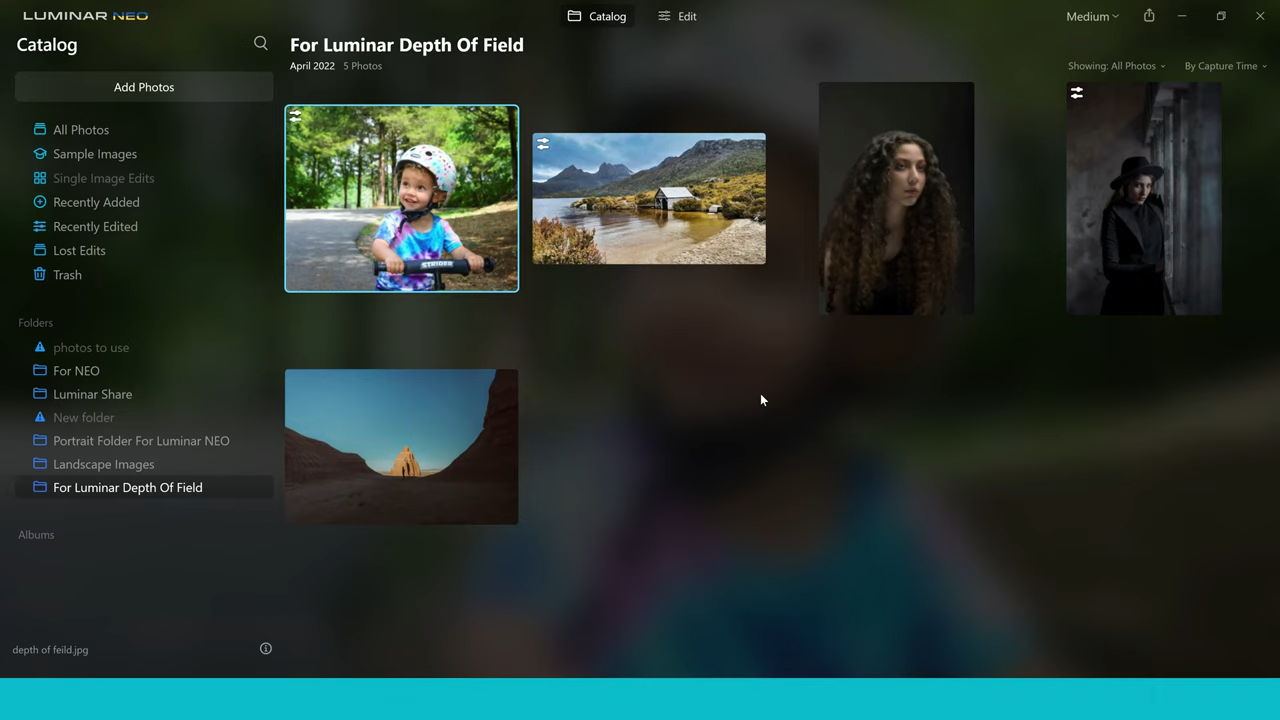 LUMINAR NEO
Catalog
Edit
Medium
Catalog
Add Photos
All Photos
Sample Images
Single Image Edits
Recently Added
Recently Edited
Lost Edits
Trash
Folders
photos to use
For NEO
Luminar Share
New folder
Portrait Folder For Luminar NEO
Landscape Images
For Luminar Depth Of Field
Albums
depth of feild.jpg
For Luminar Depth Of Field
April 2022 5 Photos
Showing: All Photos
By Capture Time
STRIDER